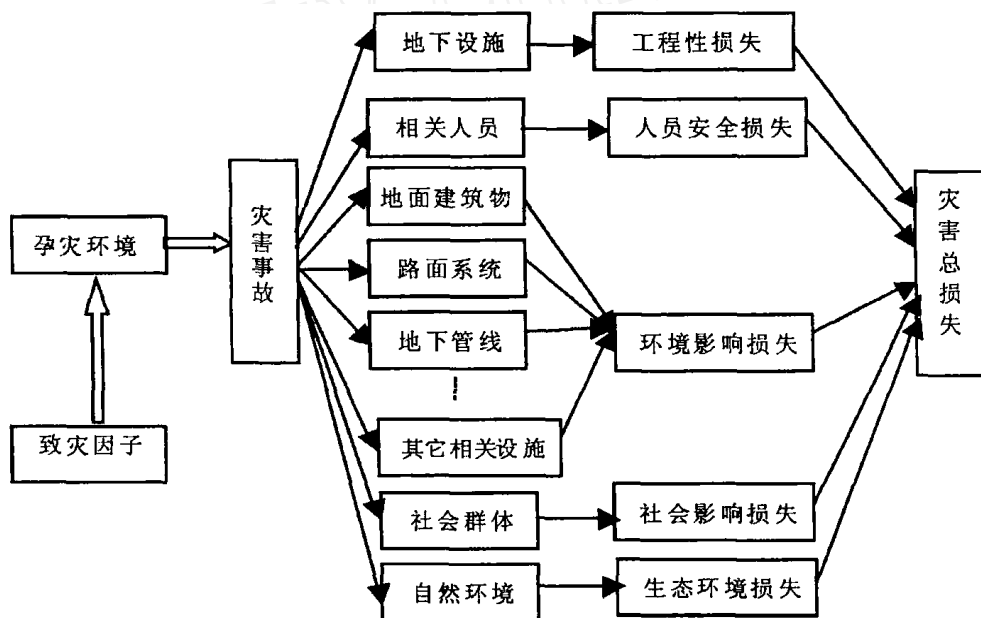 地下设施
工程性损失
相关人员
人员安全损失
地面建筑物
灾害事故
灾害总损失
孕灾环境
路面系统
地下管线
环境影响损失
致灾因子
其它相关设施
社会群体
社会影响损失
自然环境
生态环境损失